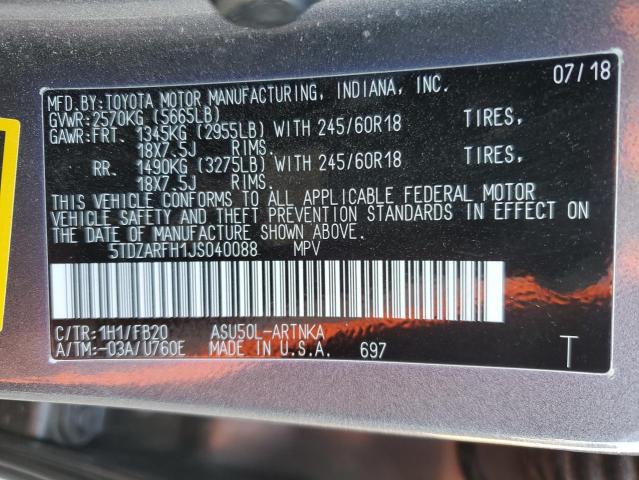 MFD.BY:TOYOTA MOTOR MANUFACTURING, INDIANA, INC. 07/18
GVWR:2570KG (5665LB)
GAWR:FRT. 1345KG (2955LB) WITH 245/60R18 TIRES,
18X7.5J RIMS.
RR. 1490KG (3275LB) WITH 245/60R18 TIRES,
18X7.5J RIMS.
THIS VEHICLE CONFORMS TO ALL APPLICABLE FEDERAL MOTOR
VEHICLE SAFETY AND THEFT PREVENTION STANDARDS IN EFFECT ON
THE DATE OF MANUFACTURE SHOWN ABOVE.
5TDZARFH1JS040088 MPV
C/TR:1H1/FB20 ASU50L-ARTNKA
A/TM:-03A/U760E MADE IN U.S.A. 697 T